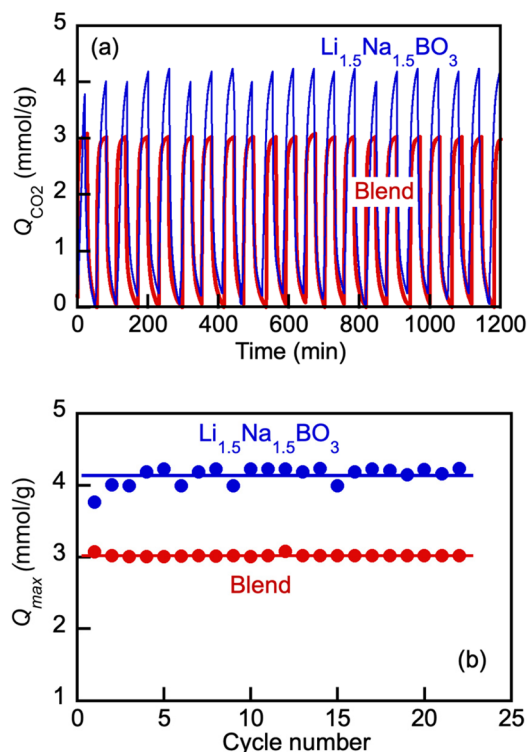 (a)
Li1.5Na1.5BO3
Blend
5
4
3
2
1
0
QCO2 (mmol/g)
0 200 400 600 800 1000 1200
Time (min)
Li1.5Na1.5BO3
Blend
(b)
5
4
3
2
1
Qmax (mmol/g)
0 5 10 15 20 25
Cycle number